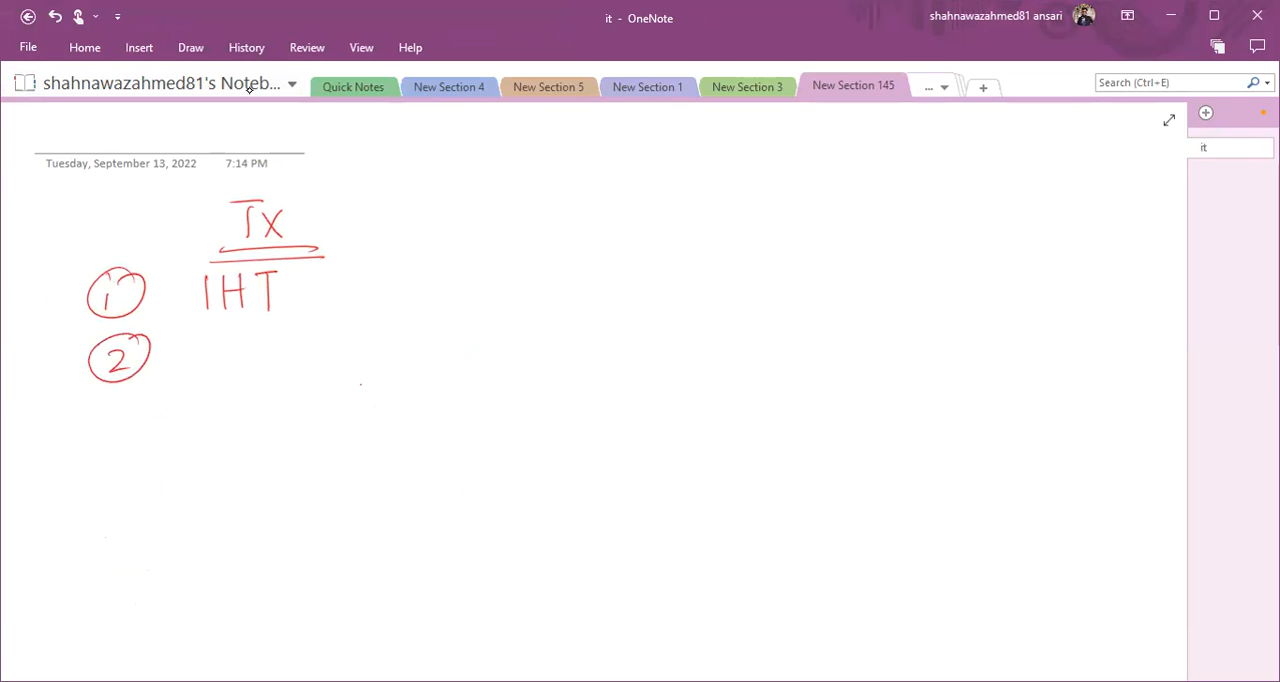 it - OneNote
shahnawazahmed81 ansari
File Home Insert Draw History Review View Help
shahnawazahmed81's Noteb... Quick Notes New Section 4 New Section 5 New Section 1 New Section 3 New Section 145 ... + Search (Ctrl+E)
it
Tuesday, September 13, 2022 7:14 PM
Tx
1 IHT
2